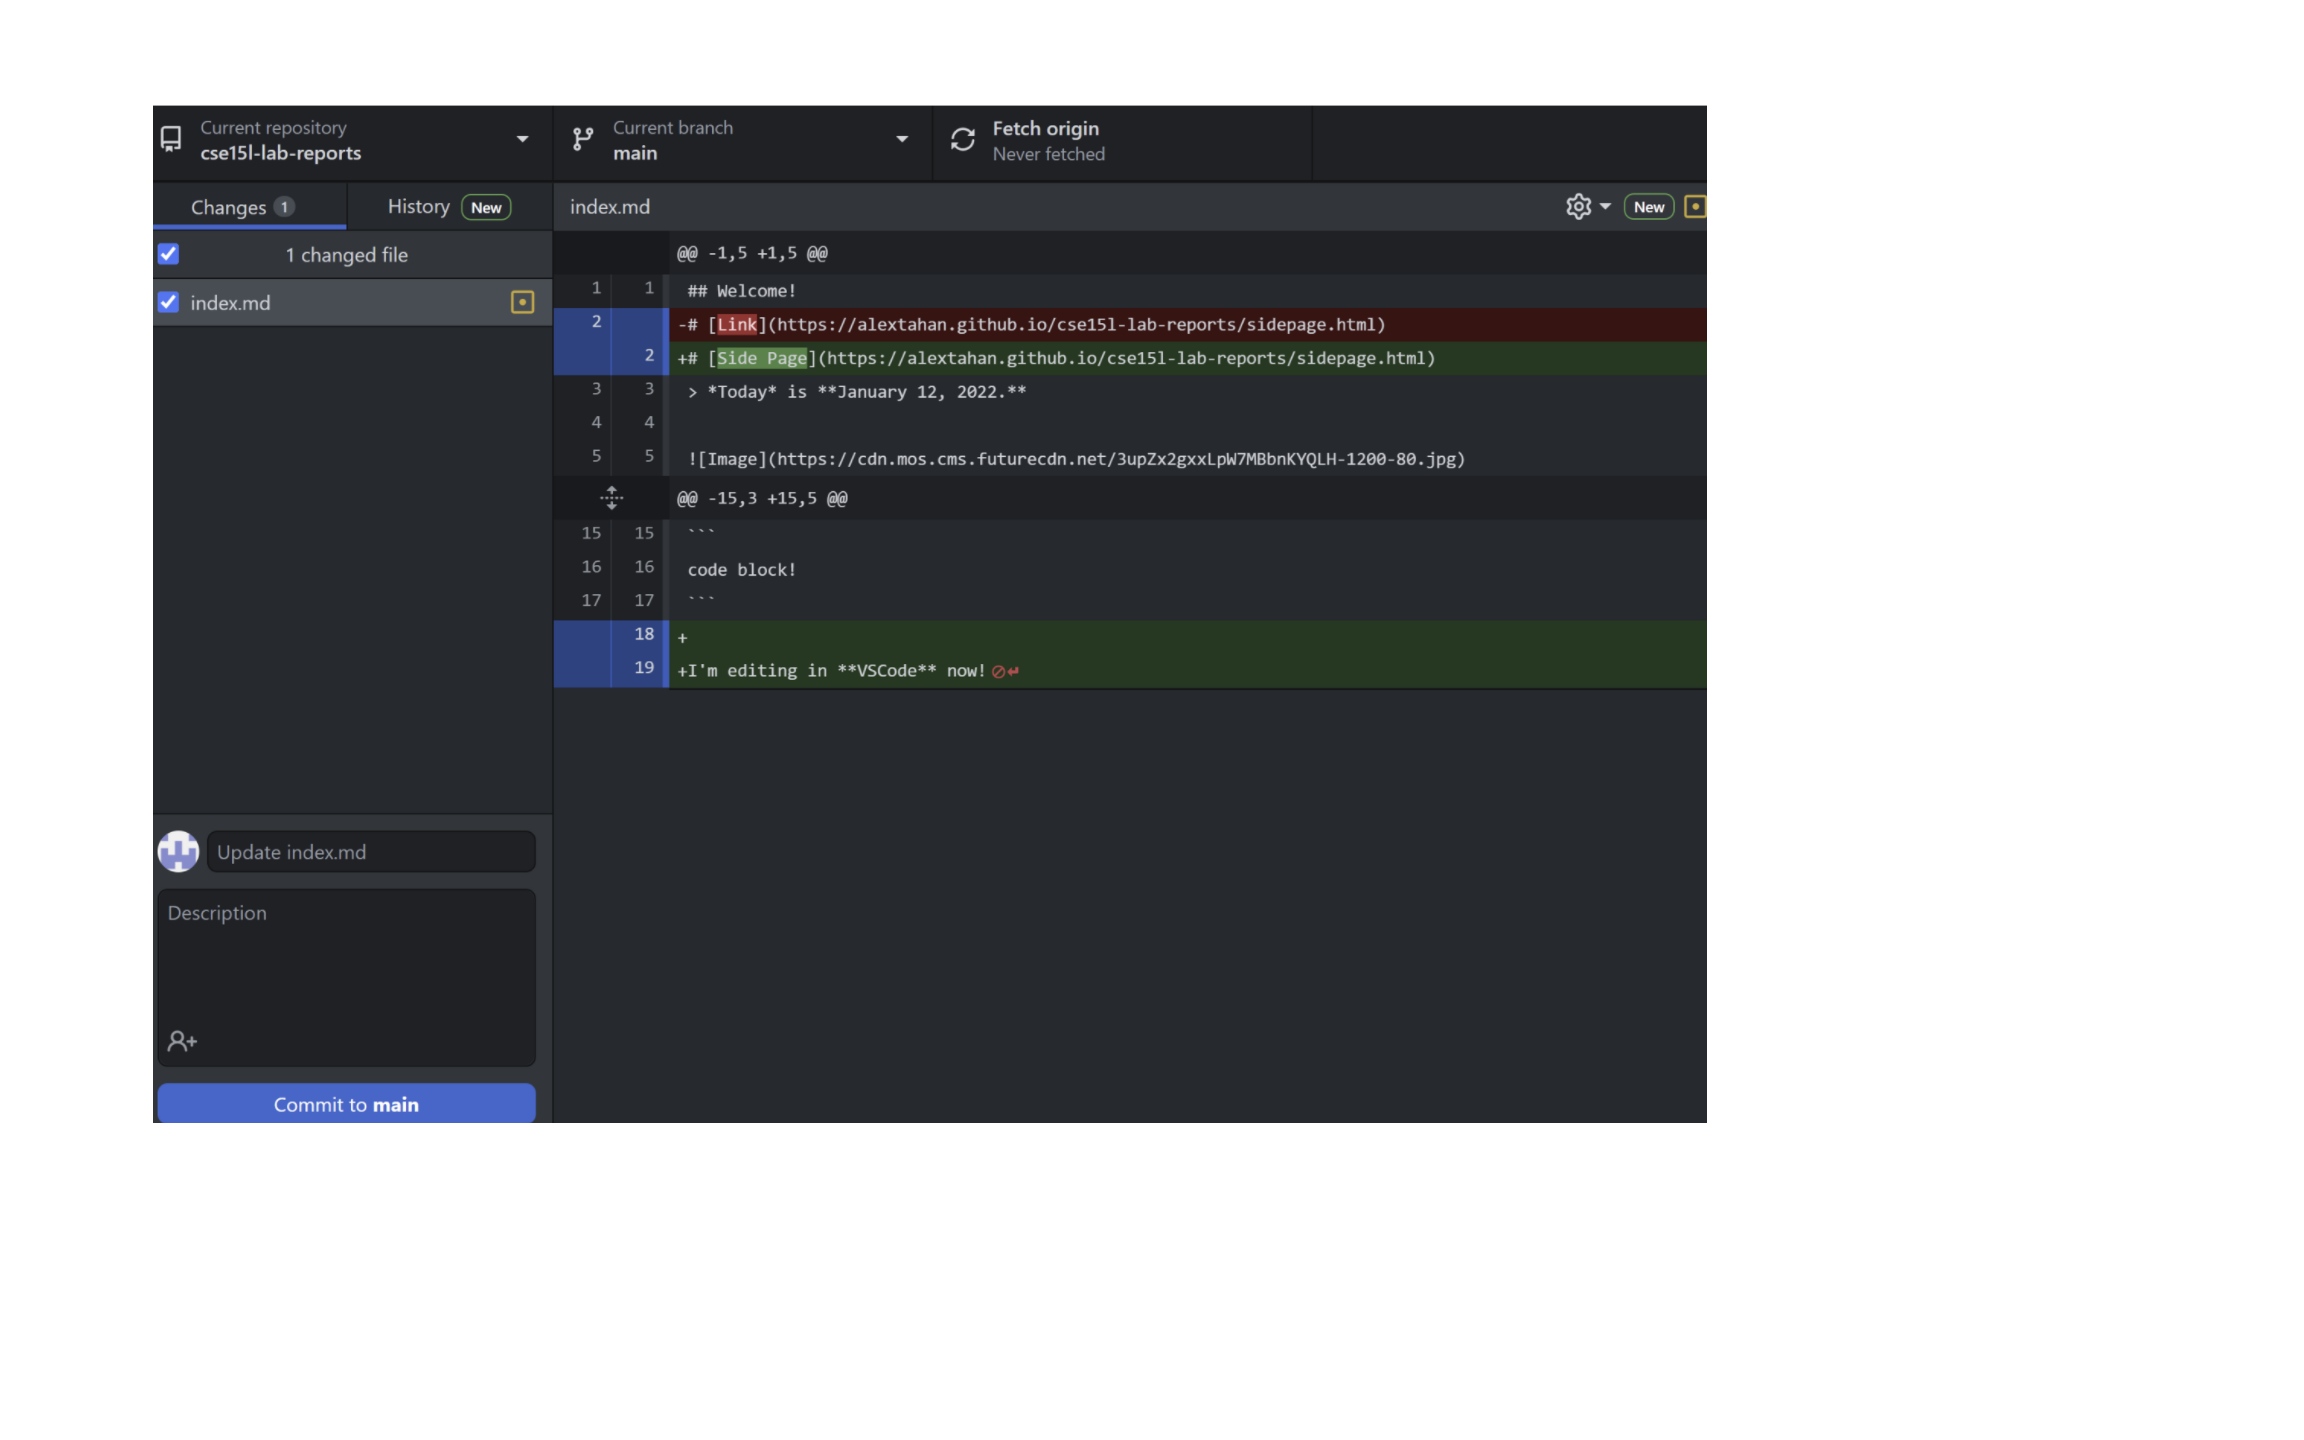 Current repository
cse15l-lab-reports
Current branch
main
Fetch origin
Never fetched
Changes 1
History New
index.md
New
1 changed file
index.md
@@ -1,5 +1,5 @@
1 1 ## Welcome!
2 -# [Link](https://alextahan.github.io/cse15l-lab-reports/sidepage.html)
2 +# [Side Page](https://alextahan.github.io/cse15l-lab-reports/sidepage.html)
3 3 > *Today* is **January 12, 2022.**
4 4
5 5 ![Image](https://cdn.mos.cms.futurecdn.net/3upZx2gxxLpW7MBbnKYQLH-1200-80.jpg)
@@ -15,3 +15,5 @@
15 15 ```
16 16 code block!
17 17 ```
18 +
19 +I'm editing in **VSCode** now!
Update index.md
Description
Commit to main